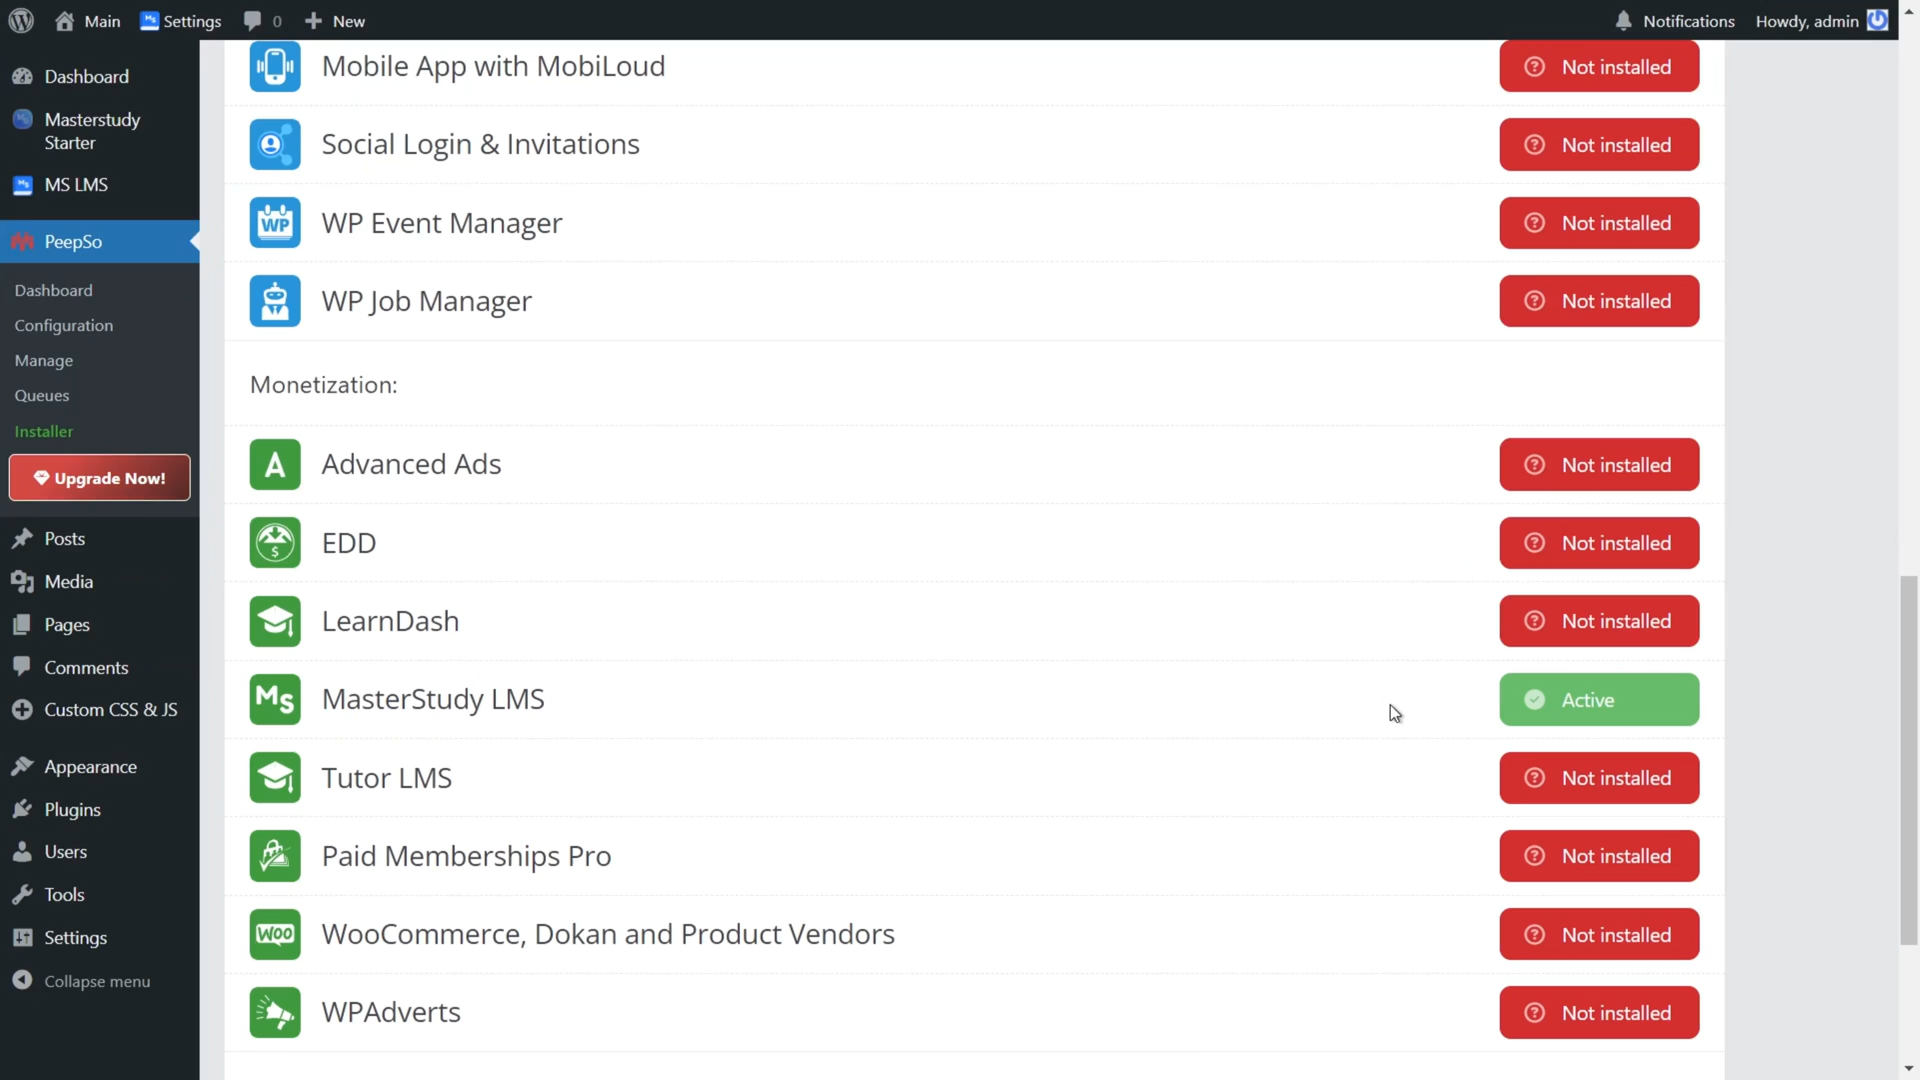 Main
Settings
0
New
Notifications
Howdy, admin
Dashboard
Masterstudy
Starter
MS LMS
PeepSo
Dashboard
Configuration
Manage
Queues
Installer
Upgrade Now!
Posts
Media
Pages
Comments
Custom CSS & JS
Appearance
Plugins
Users
Tools
Settings
Collapse menu
Mobile App with MobiLoud
Not installed
Social Login & Invitations
Not installed
WP
WP Event Manager
Not installed
WP Job Manager
Not installed
Monetization:
A
Advanced Ads
Not installed
$
EDD
Not installed
LearnDash
Not installed
Ms
MasterStudy LMS
Active
Tutor LMS
Not installed
Paid Memberships Pro
Not installed
WOO
WooCommerce, Dokan and Product Vendors
Not installed
WPAdverts
Not installed